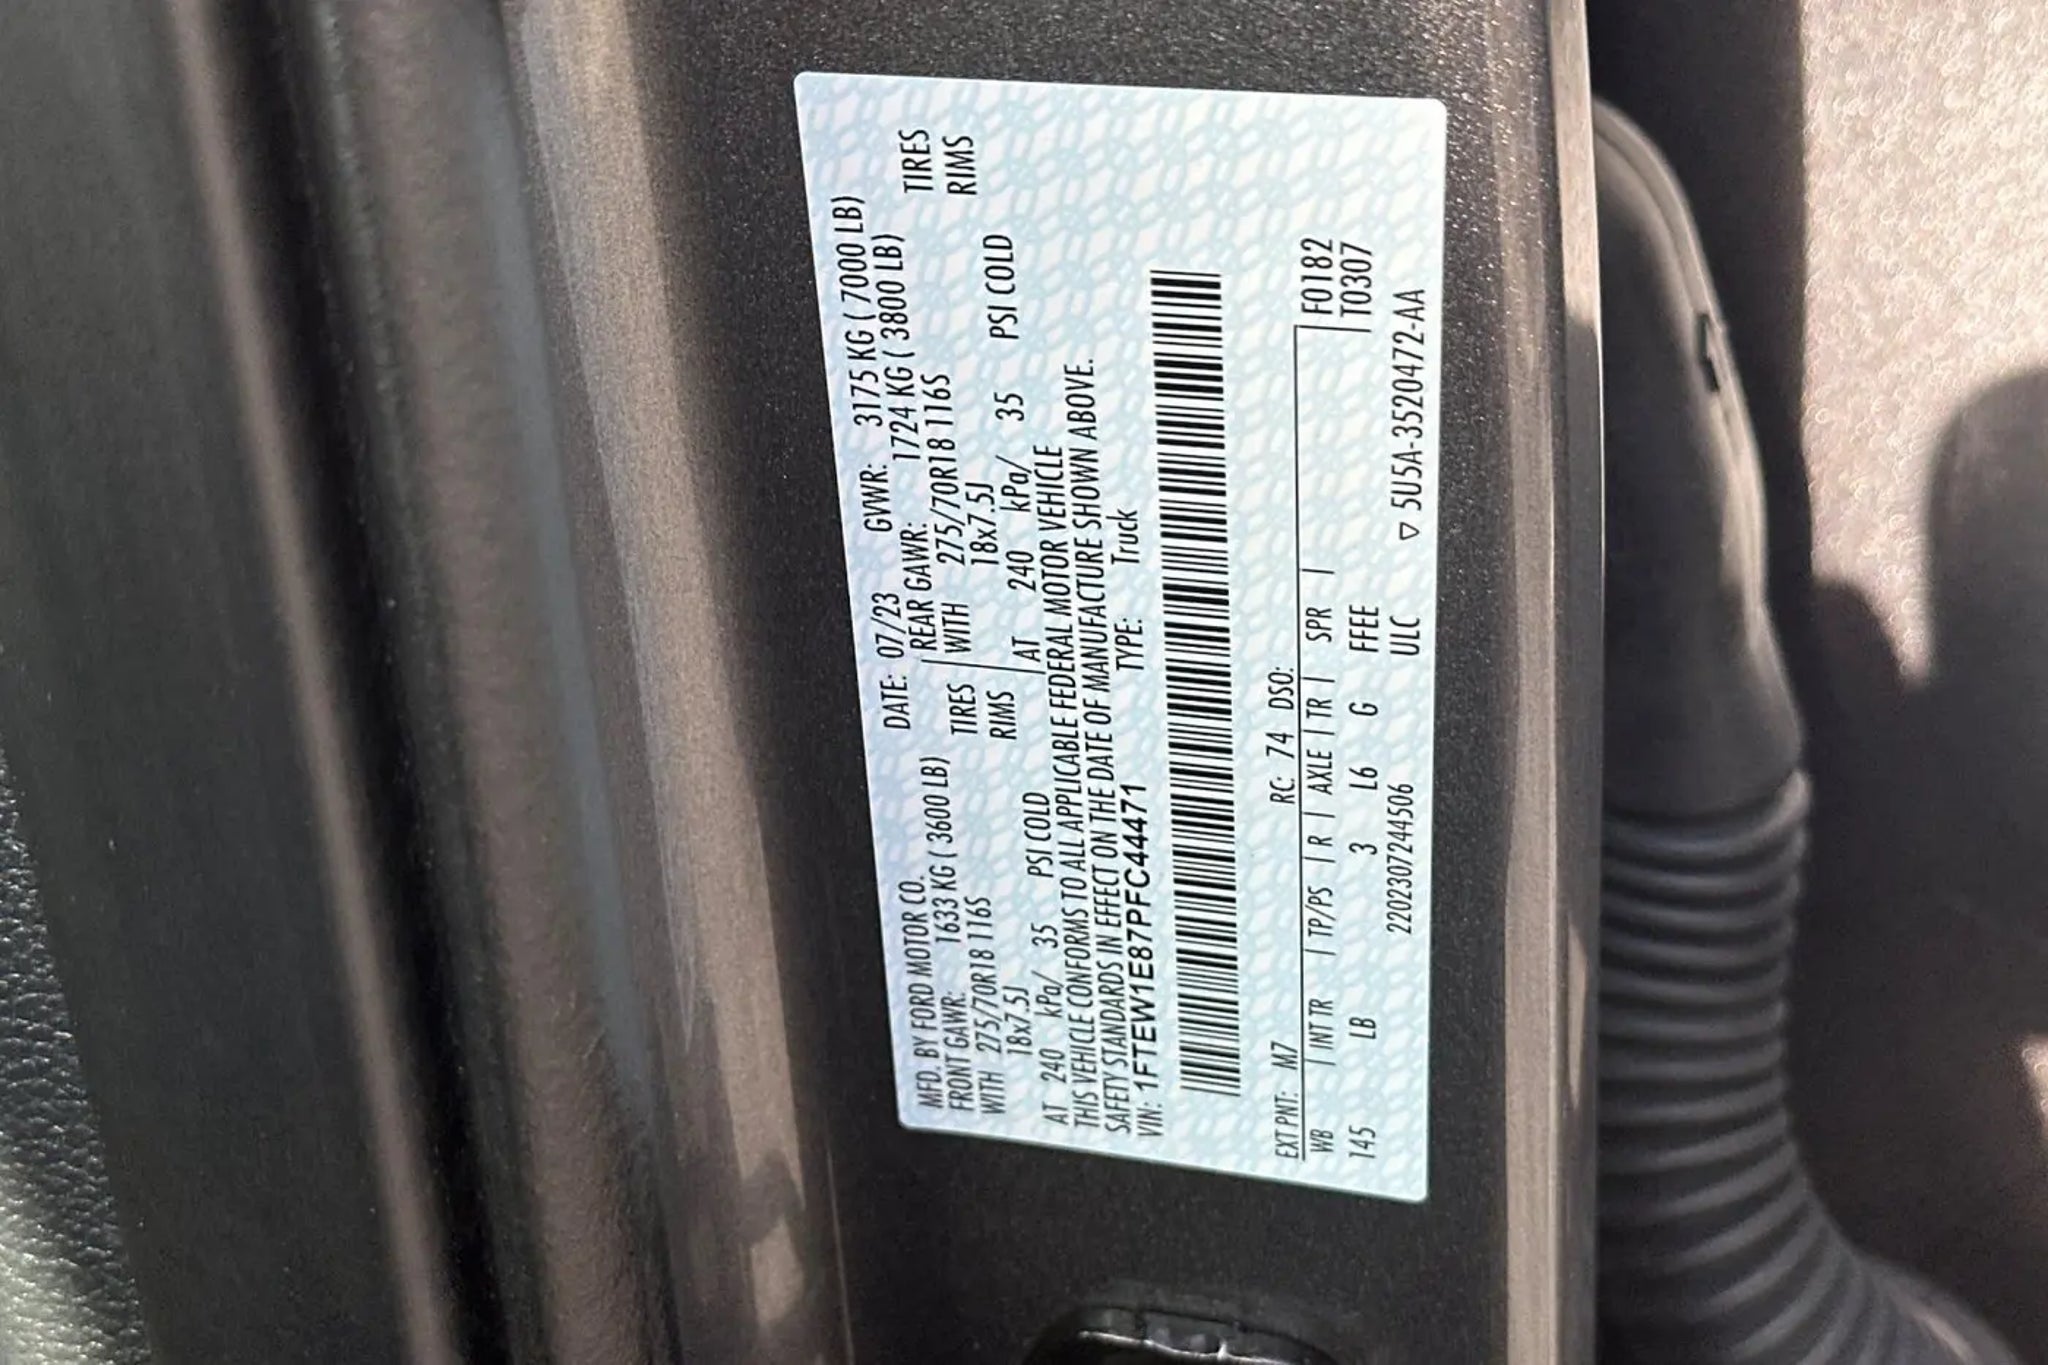 MFD. BY FORD MOTOR CO. DATE: 07/23 GVWR: 3175 KG ( 7000 LB)
FRONT GAWR: 1633 KG ( 3600 LB) REAR GAWR: 1724 KG ( 3800 LB)
WITH 275/70R18 116S TIRES WITH 275/70R18 116S TIRES
18x7.5J RIMS 18x7.5J RIMS
AT 240 kPa/ 35 PSI COLD AT 240 kPa/ 35 PSI COLD
THIS VEHICLE CONFORMS TO ALL APPLICABLE FEDERAL MOTOR VEHICLE
SAFETY STANDARDS IN EFFECT ON THE DATE OF MANUFACTURE SHOWN ABOVE.
VIN: 1FTEW1E87PFC44471 TYPE: Truck
EXT PNT: M7 RC: 74 DSO: F0182
WB | INT TR | TP/PS | R | AXLE | TR | SPR | T0307
145 LB 3 L6 G FFEE
2202307244506 ULC ▽ 5U5A-3520472-AA